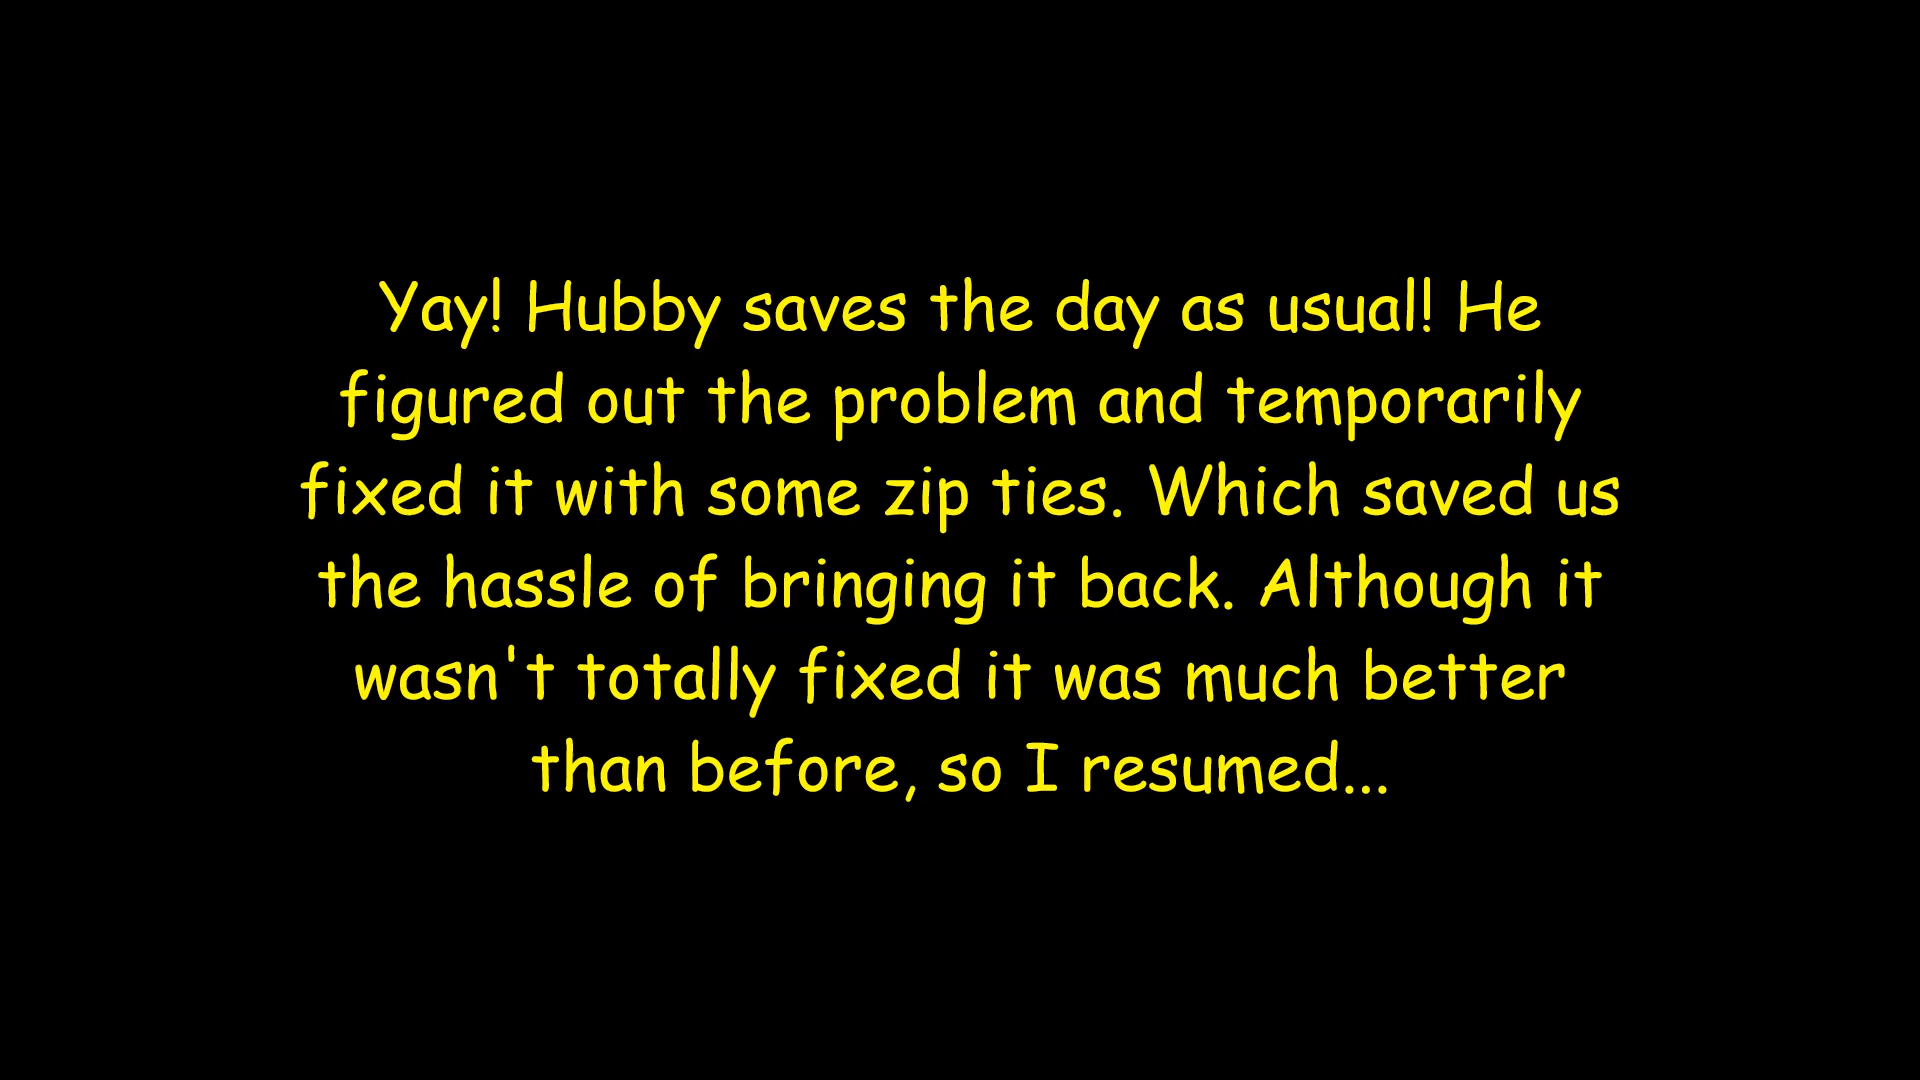 Yay! Hubby saves the day as usual! He
figured out the problem and temporarily
fixed it with some zip ties. Which saved us
the hassle of bringing it back. Although it
wasn't totally fixed it was much better
than before, so I resumed...